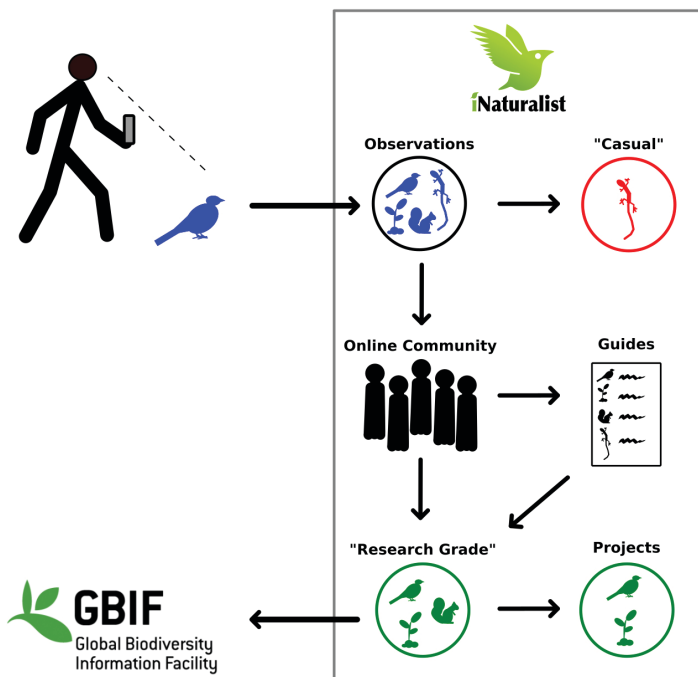 iNaturalist
Observations
"Casual"
Online Community
Guides
"Research Grade"
Projects
GBIF
Global Biodiversity
Information Facility